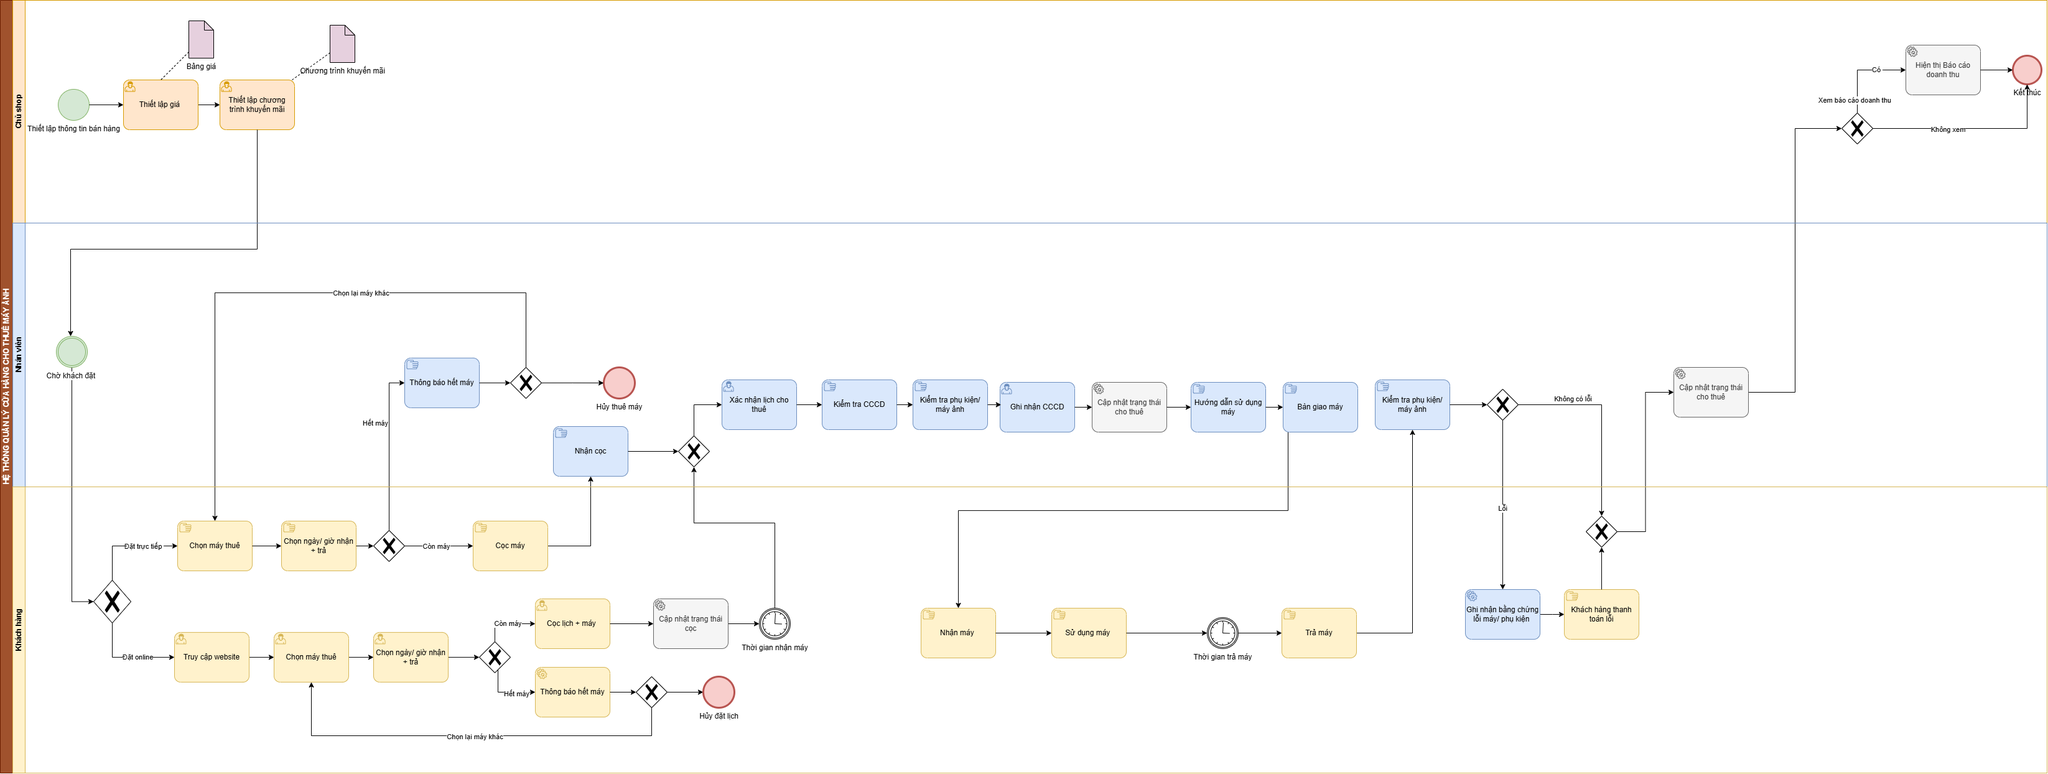 HỆ THỐNG QUẢN LÝ CỬA HÀNG CHO THUÊ MÁY ẢNH
Chủ shop
Bảng giá
Chương trình khuyến mãi
Thiết lập thông tin bán hàng
Thiết lập giá
Thiết lập chương
trình khuyến mãi
Xem báo cáo doanh thu
Có
Không xem
Hiện thị Báo cáo
doanh thu
Kết thúc
Nhân viên
Chờ khách đặt
Chọn lại máy khác
Hết máy
Thông báo hết máy
Hủy thuê máy
Nhận cọc
Xác nhận lịch cho
thuê
Kiểm tra CCCD
Kiểm tra phụ kiện/
máy ảnh
Ghi nhận CCCD
Cập nhật trạng thái
cho thuê
Hướng dẫn sử dụng
máy
Bàn giao máy
Kiểm tra phụ kiện/
máy ảnh
Không có lỗi
Lỗi
Cập nhật trạng thái
cho thuê
Khách hàng
Đặt trực tiếp
Chọn máy thuê
Chọn ngày/ giờ nhận
+ trả
Còn máy
Cọc máy
Đặt online
Truy cập website
Chọn máy thuê
Chọn ngày/ giờ nhận
+ trả
Còn máy
Cọc lịch + máy
Cập nhật trạng thái
cọc
Thời gian nhận máy
Hết máy
Thông báo hết máy
Hủy đặt lịch
Chọn lại máy khác
Nhận máy
Sử dụng máy
Thời gian trả máy
Trả máy
Ghi nhận bằng chứng
lỗi máy/ phụ kiện
Khách hàng thanh
toán lỗi